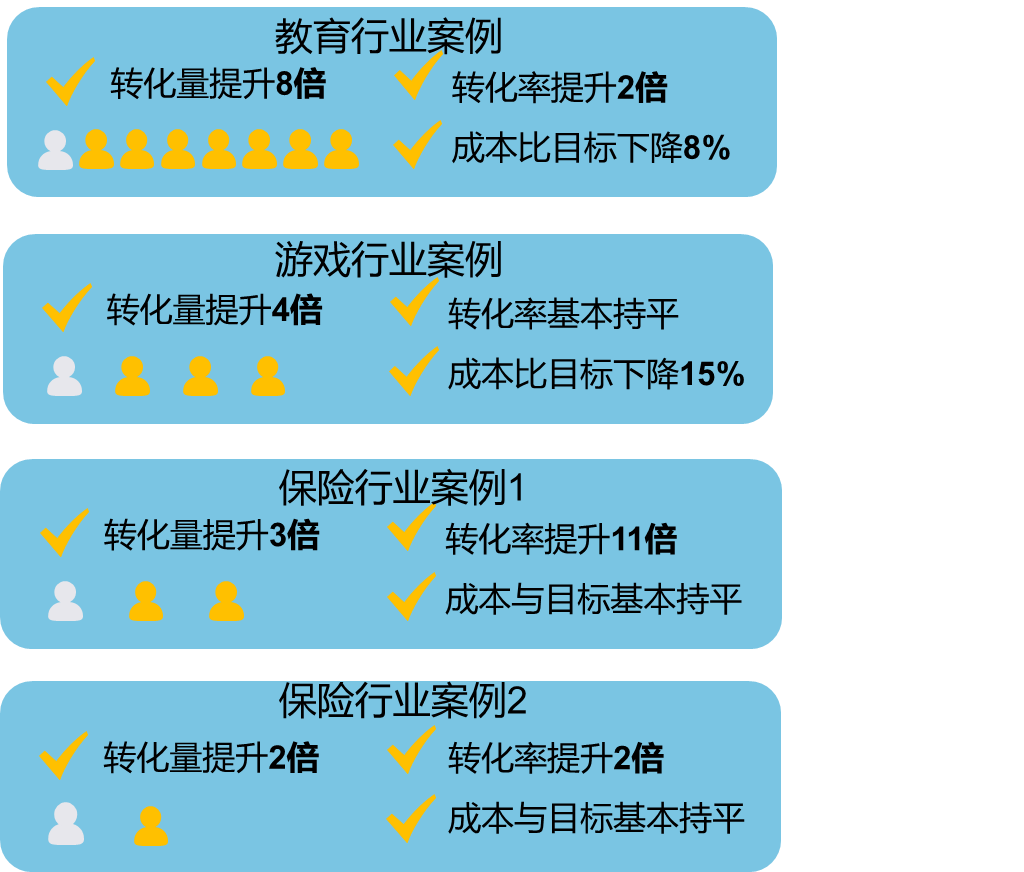 教育行业案例
转化量提升8倍
转化率提升2倍
成本比目标下降8%
游戏行业案例
转化量提升4倍
转化率基本持平
成本比目标下降15%
保险行业案例1
转化量提升3倍
转化率提升11倍
成本与目标基本持平
保险行业案例2
转化量提升2倍
转化率提升2倍
成本与目标基本持平